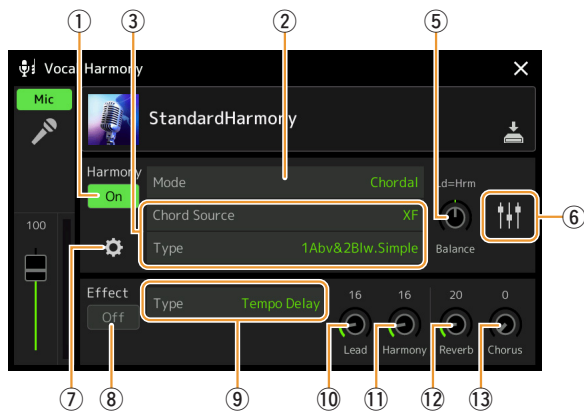 ① ③ ② ⑤
Vocal Harmony
Mic
StandardHarmony
Harmony
On
Mode Chordal
Ld=Hrm
Chord Source XF
⑥
100
Type 1Abv&2Blw.Simple
Balance
Effect
Off
Type Tempo Delay
16 16 20 0
Lead Harmony Reverb Chorus
⑦ ⑧ ⑨ ⑩ ⑪ ⑫ ⑬